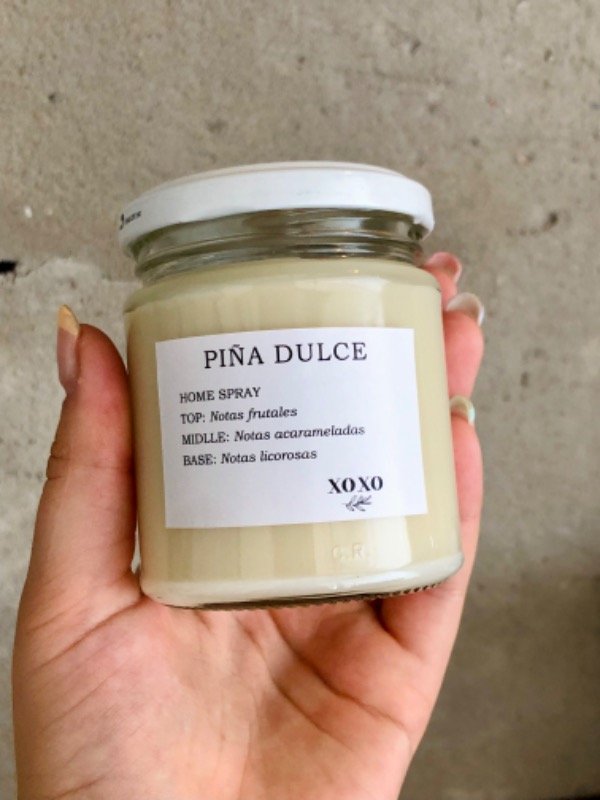 PIÑA DULCE
HOME SPRAY
TOP: Notas frutales
MIDLLE: Notas acarameladas
BASE: Notas licorosas
XOXO
C.R.